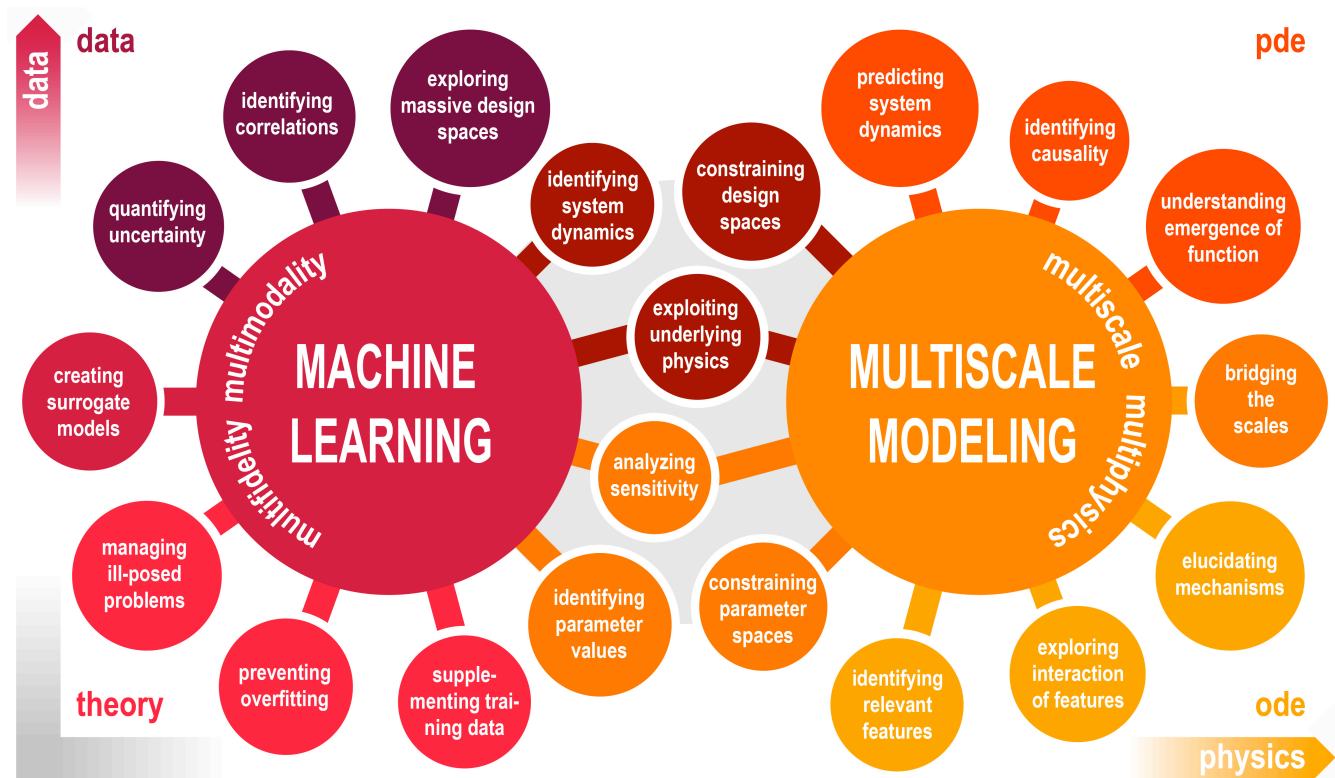 data
data
pde
identifying
correlations
exploring
massive design
spaces
predicting
system
dynamics
identifying
causality
quantifying
uncertainty
identifying
system
dynamics
constraining
design
spaces
understanding
emergence of
function
multimodality
multiscale
exploiting
underlying
physics
MACHINE
LEARNING
MULTISCALE
MODELING
creating
surrogate
models
bridging
the
scales
multifidelity
multiphysics
analyzing
sensitivity
managing
ill-posed
problems
elucidating
mechanisms
identifying
parameter
values
constraining
parameter
spaces
preventing
overfitting
supple-
menting trai-
ning data
identifying
relevant
features
exploring
interaction
of features
theory
ode
physics